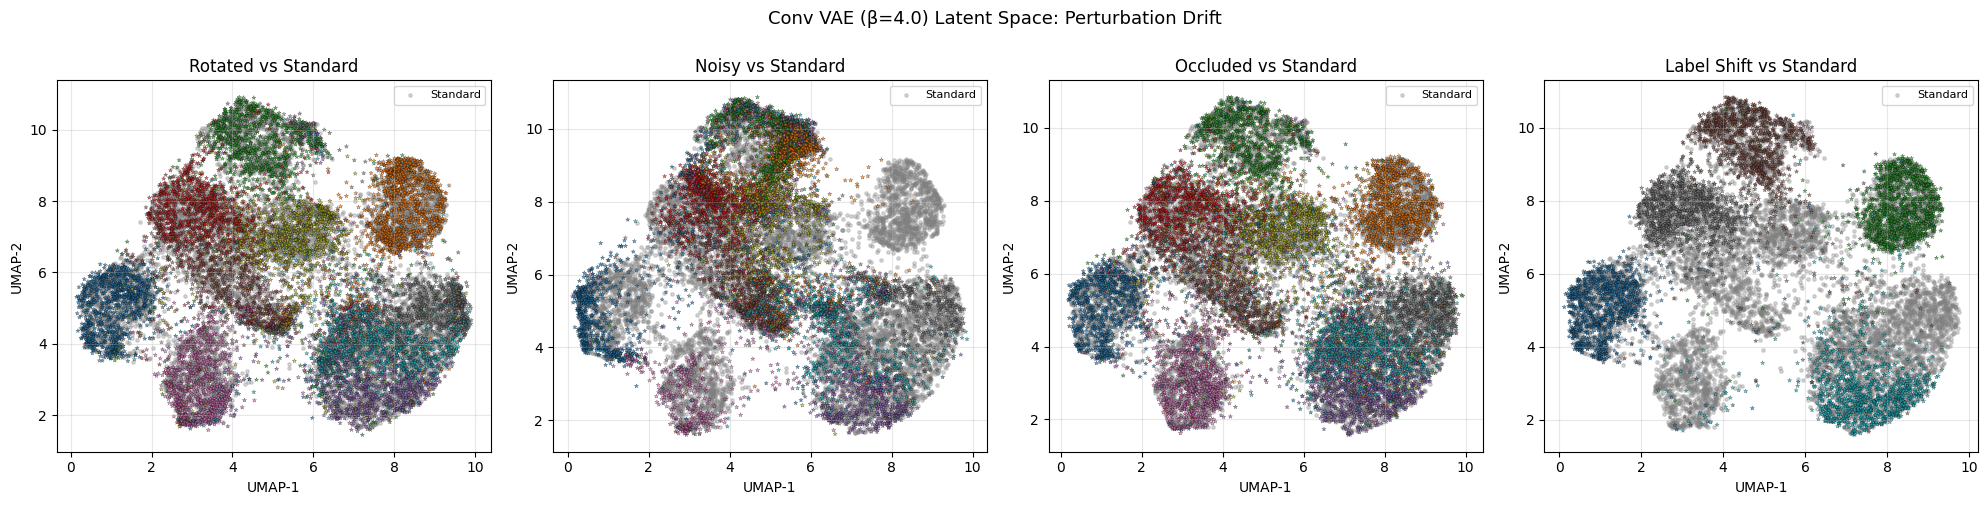 Conv VAE (β=4.0) Latent Space: Perturbation Drift
Rotated vs Standard
Standard
UMAP-2
10
8
6
4
2
0 2 4 6 8 10
UMAP-1
Noisy vs Standard
Standard
UMAP-2
10
8
6
4
2
0 2 4 6 8 10
UMAP-1
Occluded vs Standard
Standard
UMAP-2
10
8
6
4
2
0 2 4 6 8 10
UMAP-1
Label Shift vs Standard
Standard
UMAP-2
10
8
6
4
2
0 2 4 6 8 10
UMAP-1